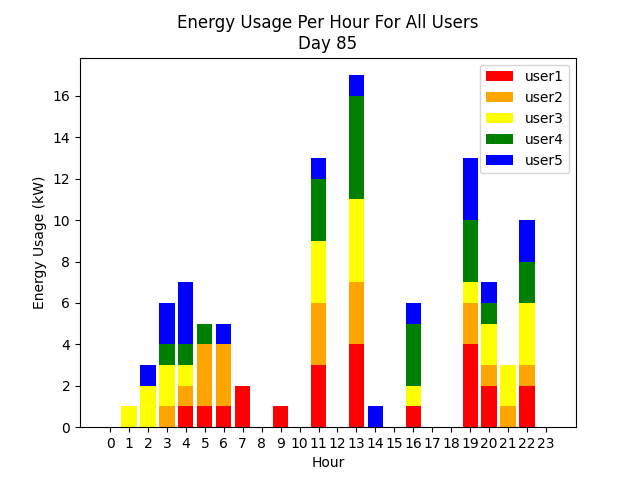 Energy Usage Per Hour For All Users
Day 85
user1
user2
user3
user4
user5
16
14
12
10
8
6
4
2
0
Energy Usage (kW)
0 1 2 3 4 5 6 7 8 9 10 11 12 13 14 15 16 17 18 19 20 21 22 23
Hour